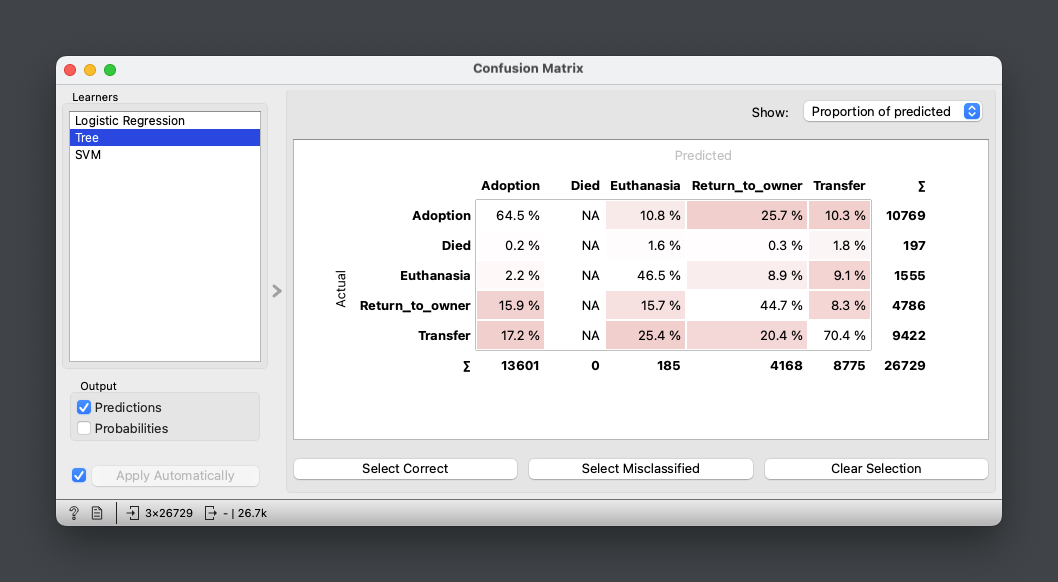 Confusion Matrix
Learners
Logistic Regression
Tree
SVM
Output
Predictions
Probabilities
Apply Automatically
Show: Proportion of predicted
Predicted
Adoption Died Euthanasia Return_to_owner Transfer Σ
Actual
Adoption 64.5 % NA 10.8 % 25.7 % 10.3 % 10769
Died 0.2 % NA 1.6 % 0.3 % 1.8 % 197
Euthanasia 2.2 % NA 46.5 % 8.9 % 9.1 % 1555
Return_to_owner 15.9 % NA 15.7 % 44.7 % 8.3 % 4786
Transfer 17.2 % NA 25.4 % 20.4 % 70.4 % 9422
Σ 13601 0 185 4168 8775 26729
Select Correct Select Misclassified Clear Selection
? 3×26729 - | 26.7k